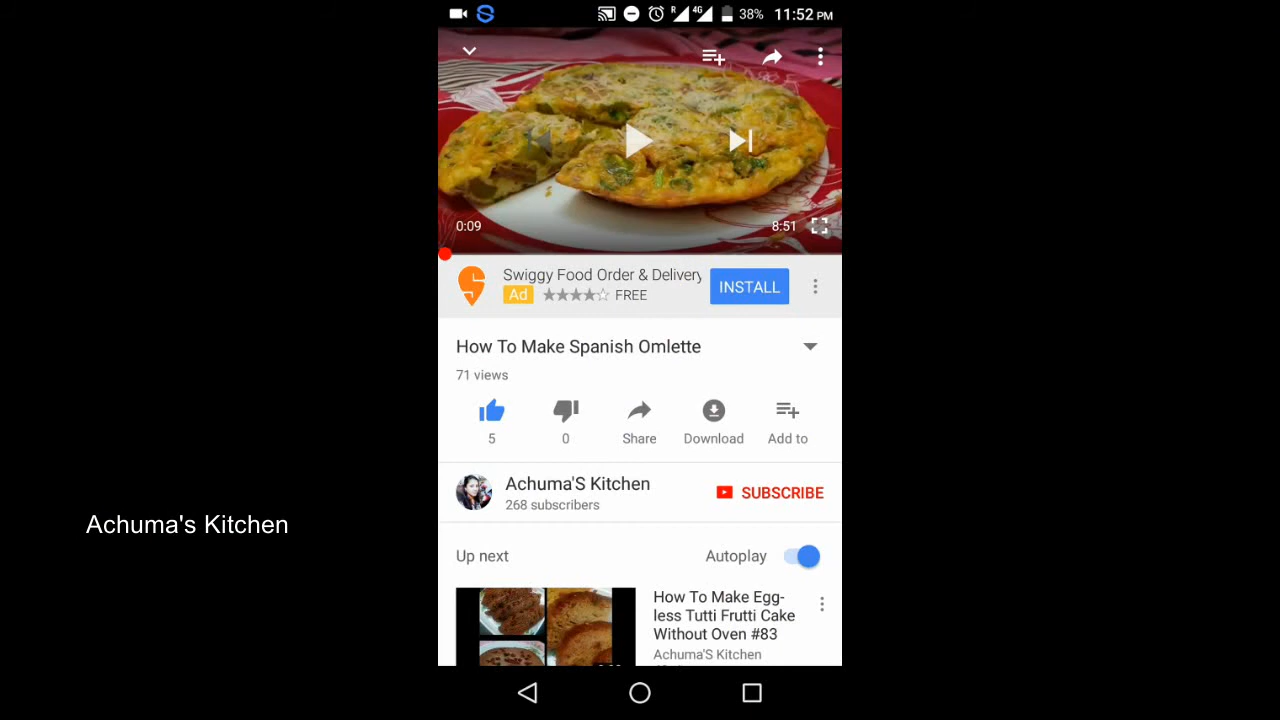 R 4G 38% 11:52 PM
0:09 8:51
Swiggy Food Order & Delivery
Ad FREE INSTALL
How To Make Spanish Omlette
71 views
5 0 Share Download Add to
Achuma'S Kitchen
268 subscribers
SUBSCRIBE
Achuma's Kitchen
Up next Autoplay
How To Make Egg-
less Tutti Frutti Cake
Without Oven #83
Achuma'S Kitchen